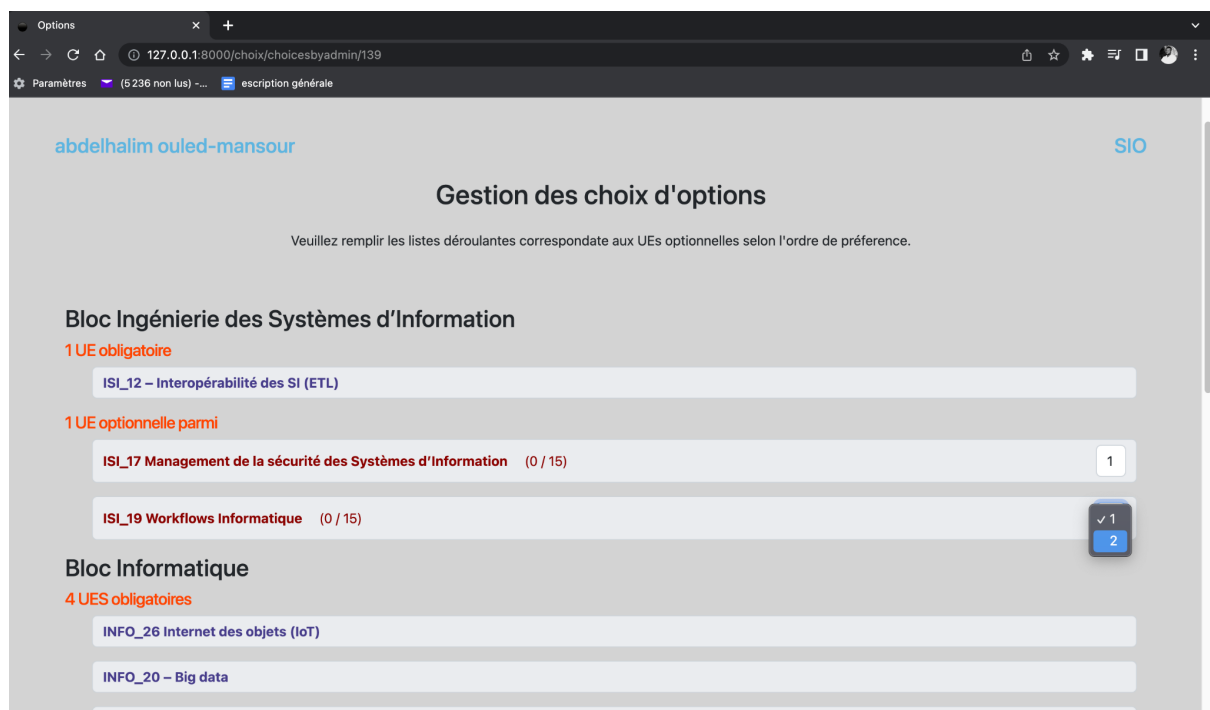 Options
127.0.0.1:8000/choix/choicesbyadmin/139
Paramètres (5 236 non lus) -... escription générale
abdelhalim ouled-mansour SIO
Gestion des choix d'options
Veuillez remplir les listes déroulantes correspondate aux UEs optionnelles selon l'ordre de préference.
Bloc Ingénierie des Systèmes d’Information
1 UE obligatoire
ISI_12 – Interopérabilité des SI (ETL)
1 UE optionnelle parmi
ISI_17 Management de la sécurité des Systèmes d’Information (0 / 15) 1
ISI_19 Workflows Informatique (0 / 15)
✓ 1
2
Bloc Informatique
4 UES obligatoires
INFO_26 Internet des objets (IoT)
INFO_20 – Big data